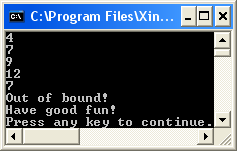 C:\Program Files\Xin...
4
7
9
12
7
Out of bound!
Have good fun!
Press any key to continue.